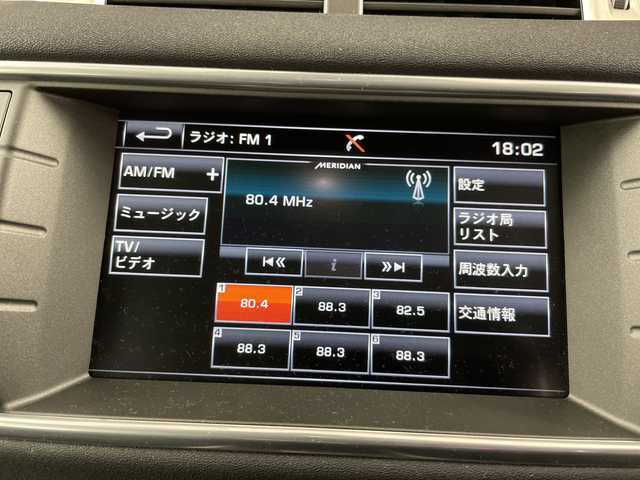 ラジオ: FM 1
18:02
AM/FM +
MERIDIAN
80.4 MHz
設定
ミュージック
ラジオ局
リスト
TV/
ビデオ
i
周波数入力
1 80.4
2 88.3
3 82.5
交通情報
4 88.3
5 88.3
6 88.3